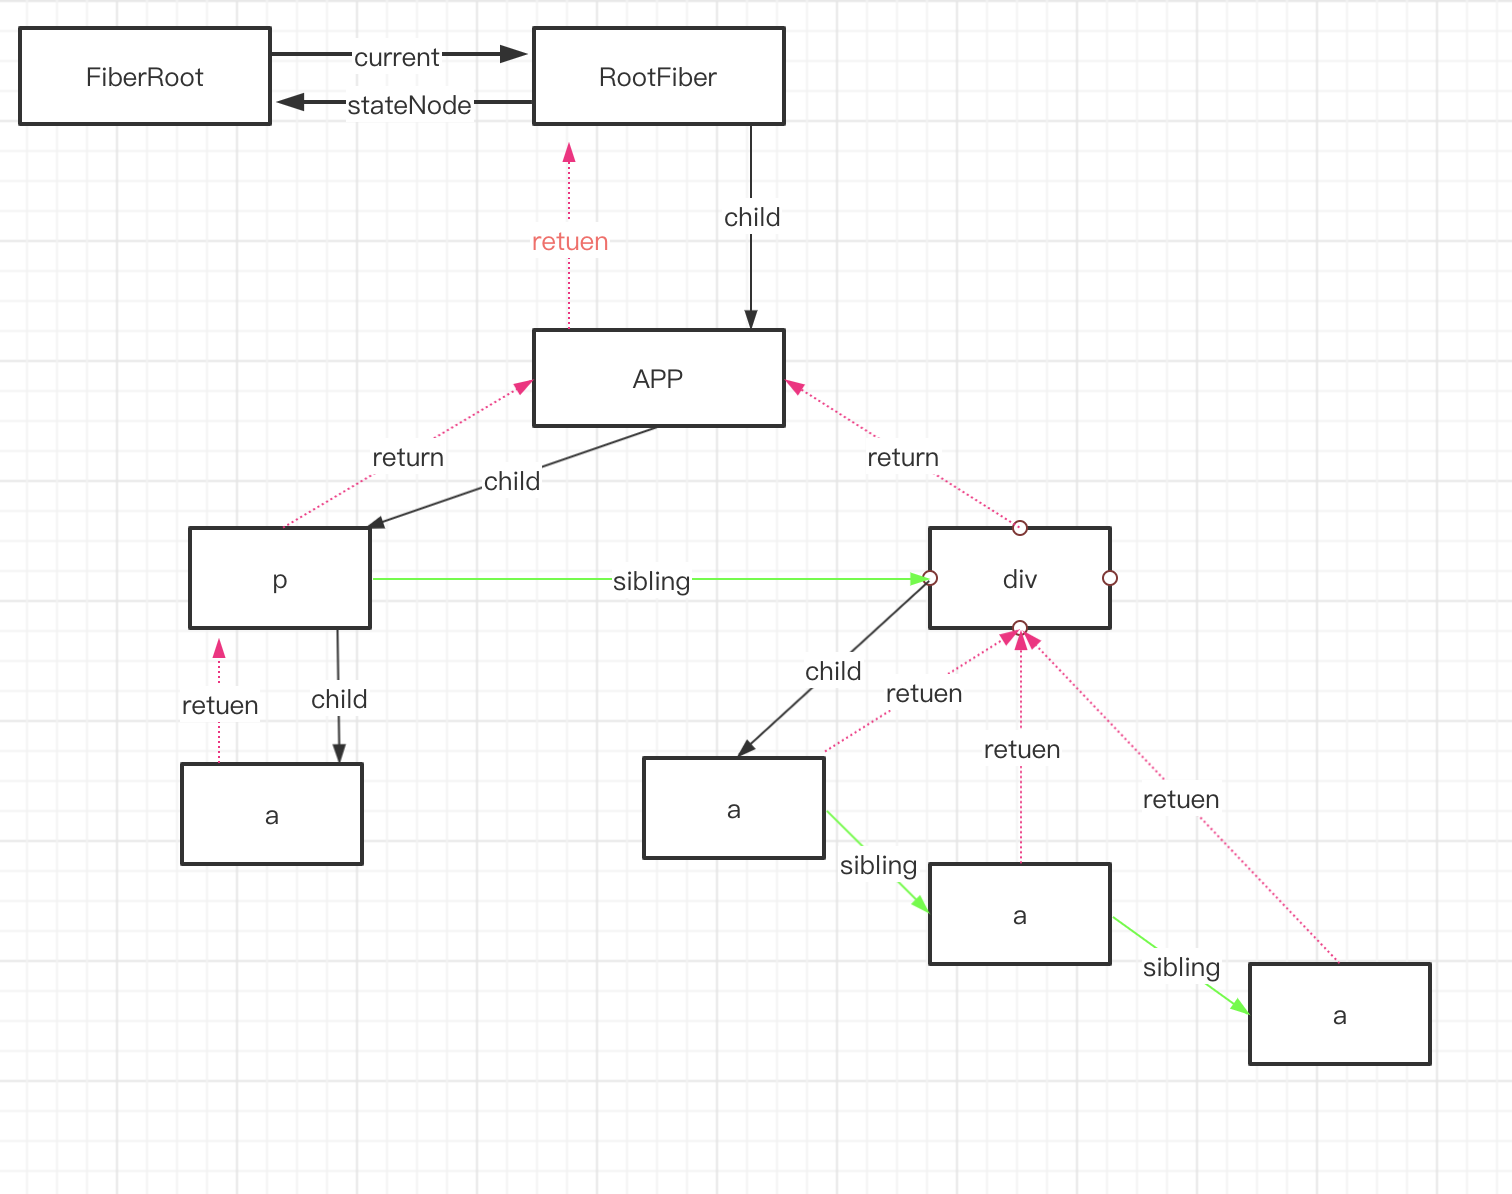 FiberRoot
current
RootFiber
stateNode
child
retuen
APP
return
return
child
p
sibling
div
child
retuen
child
retuen
retuen
retuen
a
a
sibling
a
sibling
a